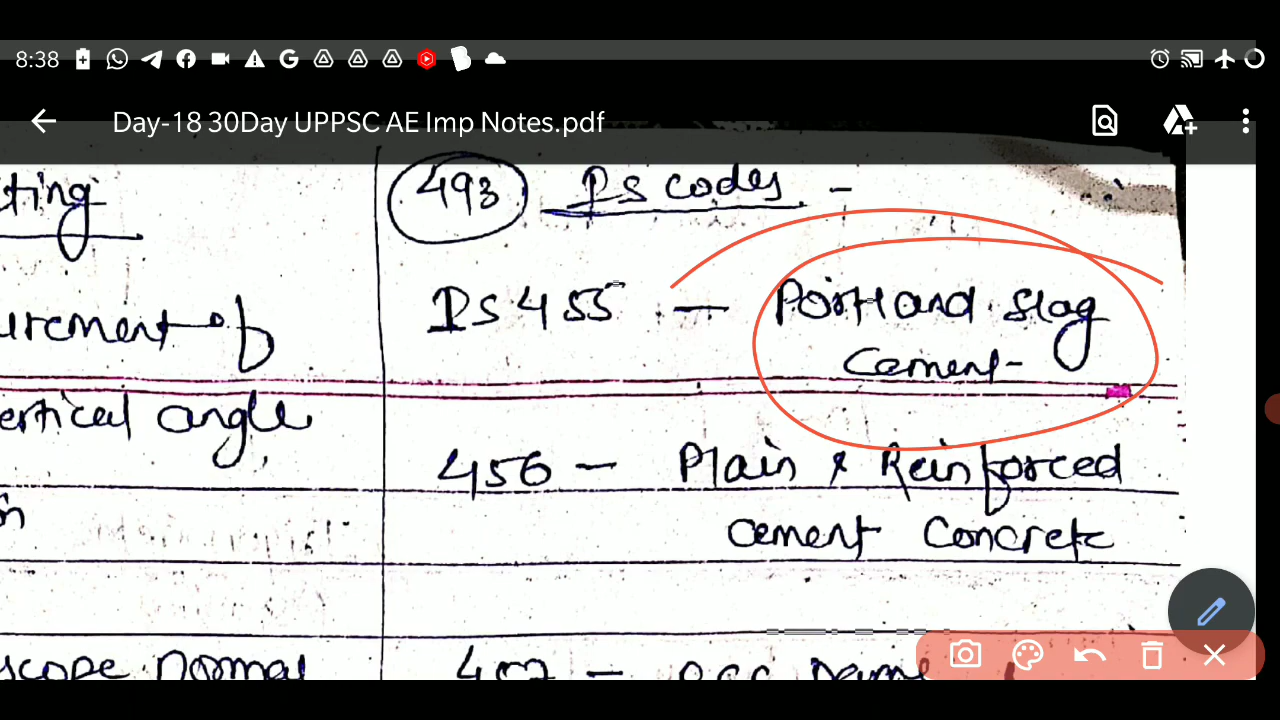 8:38
Day-18 30Day UPPSC AE Imp Notes.pdf
ting
493 IS codes -
urement of
IS 455 - Portland slag
cement
ertical angle
456 - Plain & Reinforced
cement Concrete
scope normal